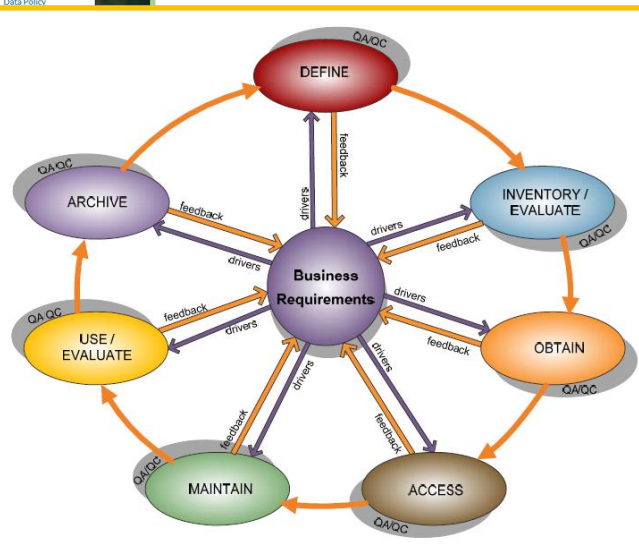 Data Policy
QA/QC
DEFINE
feedback
drivers
QA/QC
ARCHIVE
feedback
drivers
INVENTORY /
EVALUATE
QA/QC
drivers
feedback
Business
Requirements
QA QC
USE /
EVALUATE
feedback
drivers
drivers
feedback
OBTAIN
QA/QC
QA/QC
MAINTAIN
feedback
drivers
drivers
feedback
ACCESS
QA/QC